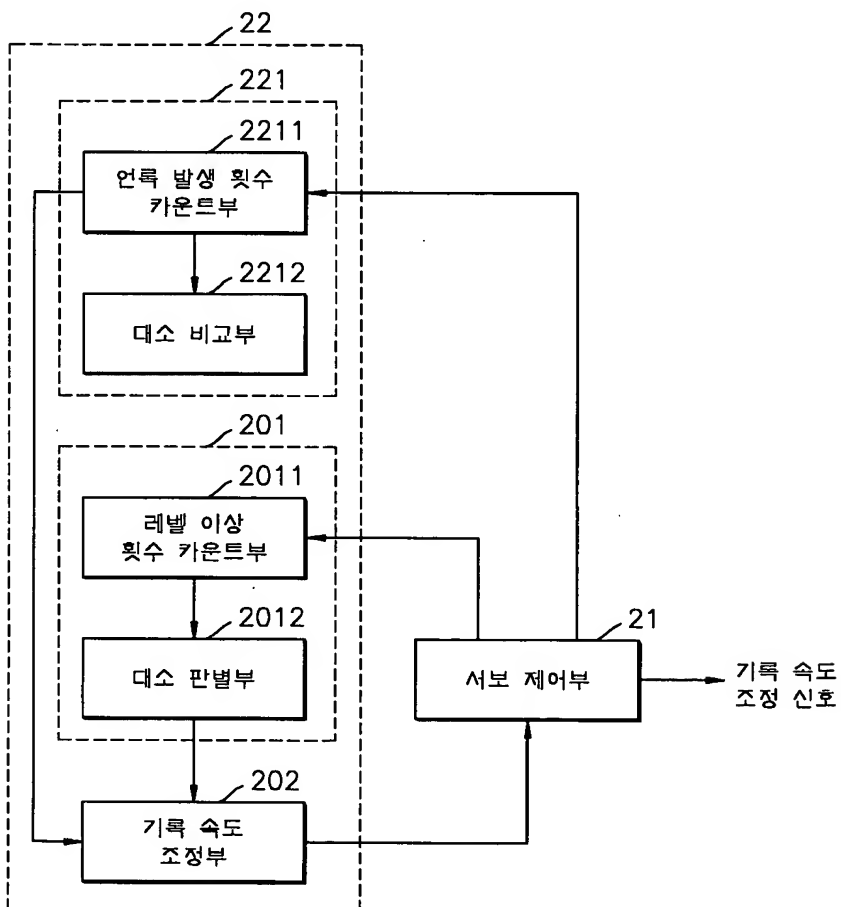 22
221
2211
언록 발생 횟수
카운트부
2212
대소 비교부
201
2011
레벨 이상
횟수 카운트부
2012
대소 판별부
21
서보 제어부
기록 속도
조정 신호
202
기록 속도
조정부